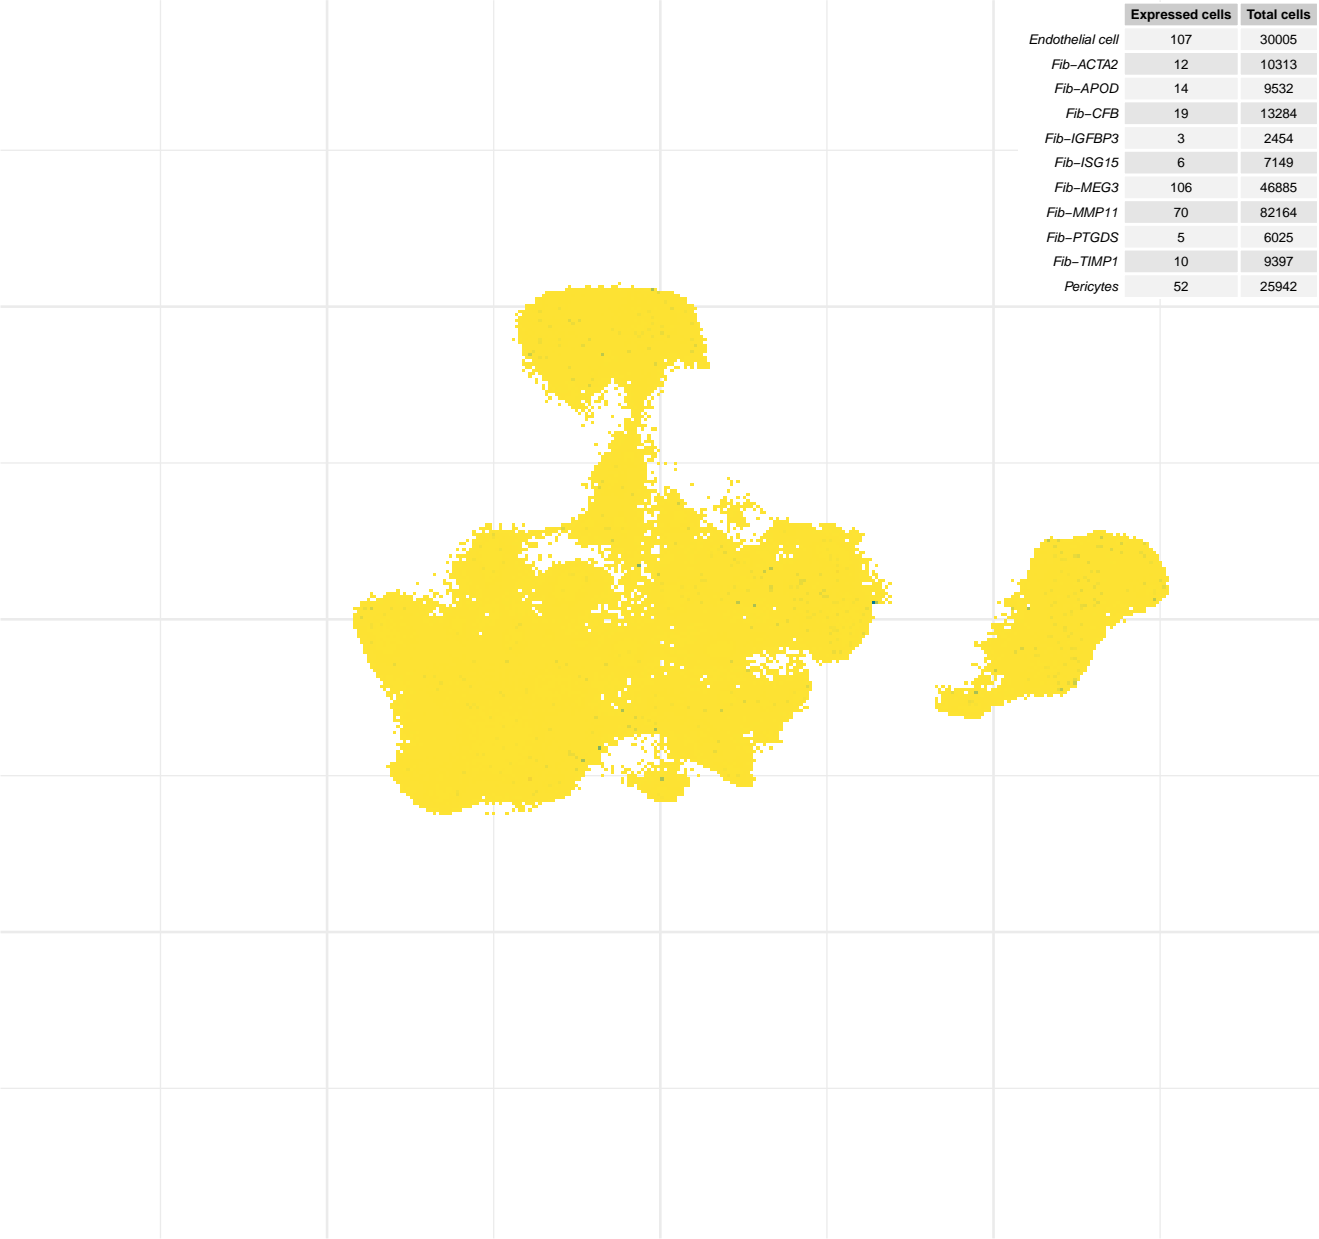 Expressed cells Total cells
Endothelial cell 107 30005
Fib−ACTA2 12 10313
Fib−APOD 14 9532
Fib−CFB 19 13284
Fib−IGFBP3 3 2454
Fib−ISG15 6 7149
Fib−MEG3 106 46885
Fib−MMP11 70 82164
Fib−PTGDS 5 6025
Fib−TIMP1 10 9397
Pericytes 52 25942